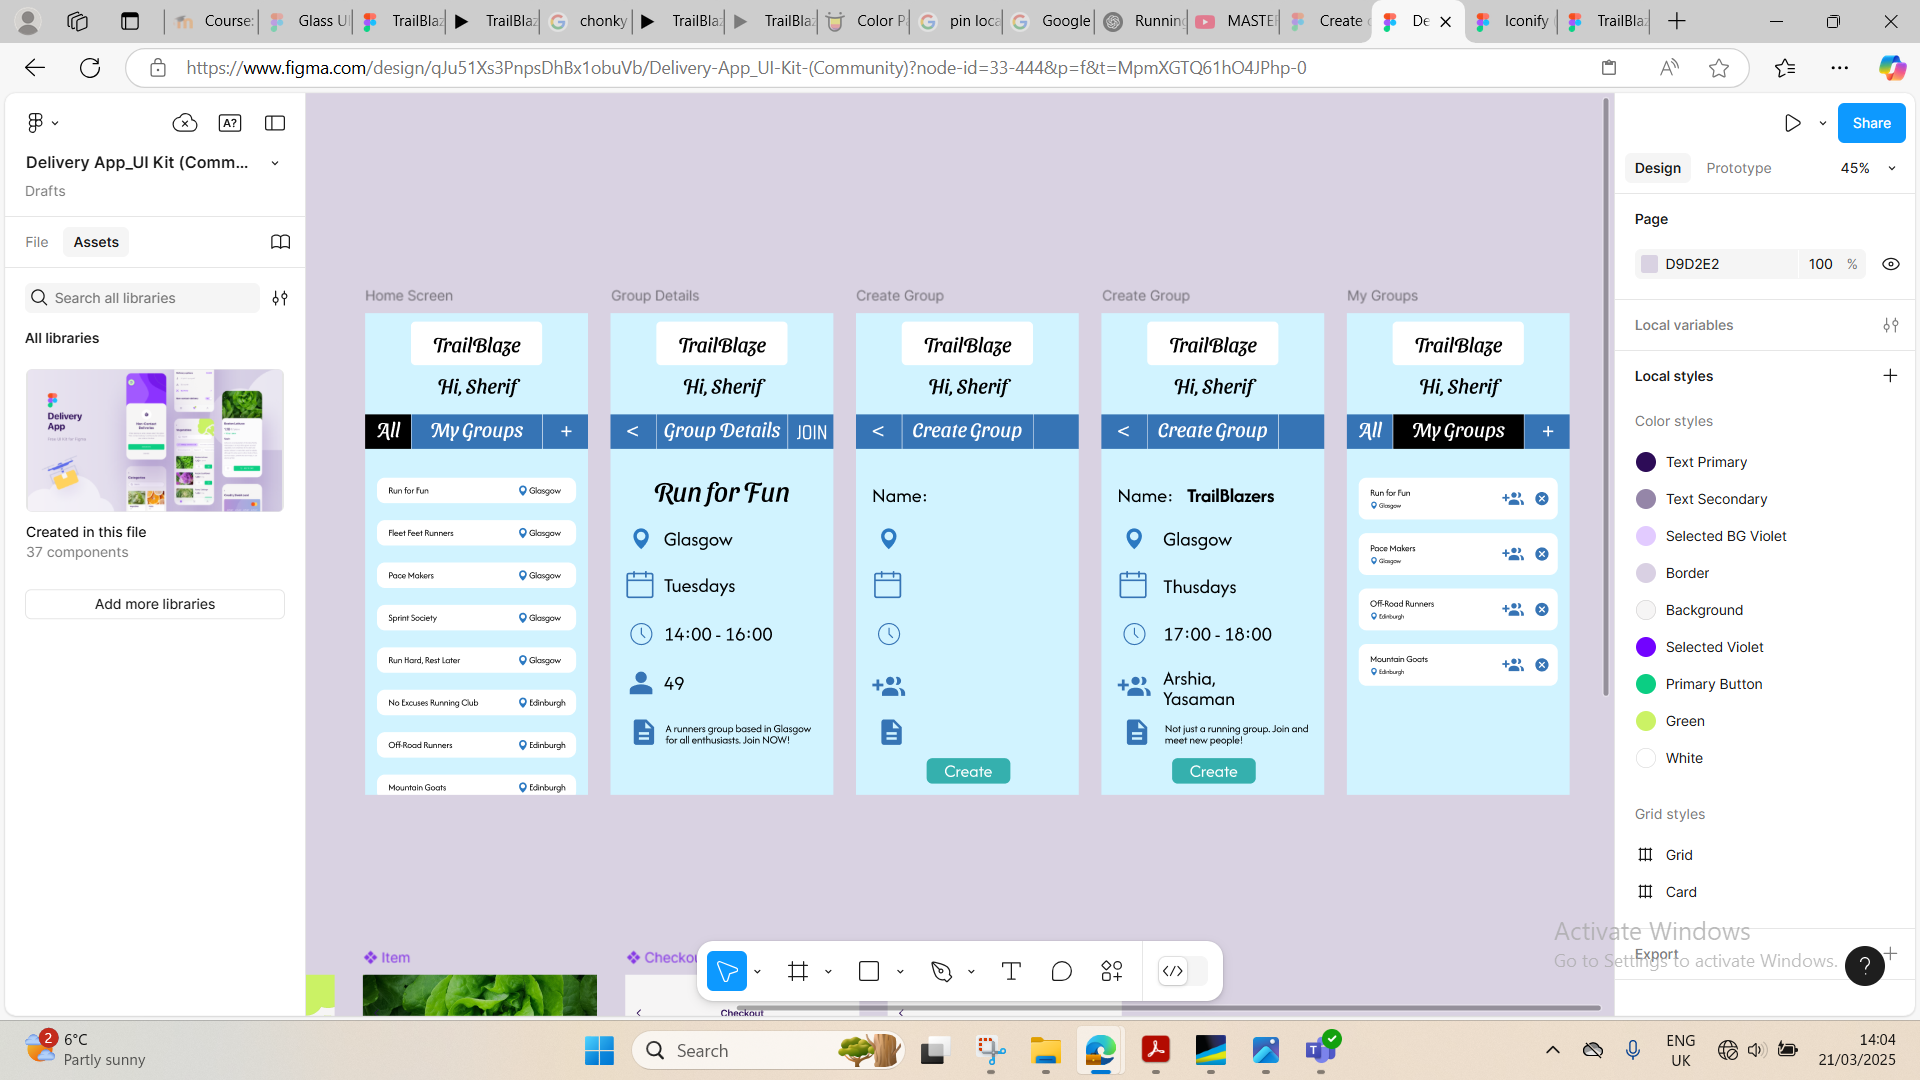 Course:
Glass UI
TrailBlaz
TrailBlaz
chonky
TrailBla
TrailBlaz
Color P
pin loca
Google
Running
MASTER
Create
De
Iconify
TrailBlaz
https://www.figma.com/design/qJu51Xs3PnpsDhBx1obuVb/Delivery-App_UI-Kit-(Community)?node-id=33-444&p=f&t=MpmXGTQ61hO4JPhp-0
A?
Share
Delivery App_UI Kit (Comm...
Drafts
Design
Prototype
45%
Page
D9D2E2
100 %
File
Assets
Search all libraries
All libraries
Delivery
App
Created in this file
37 components
Add more libraries
Home Screen
TrailBlaze
Hi, Sherif
All
My Groups
+
Run for Fun
Glasgow
Fleet Feet Runners
Glasgow
Pace Makers
Glasgow
Sprint Society
Glasgow
Run Hard, Rest Later
Glasgow
No Excuses Running Club
Edinburgh
Off-Road Runners
Edinburgh
Mountain Goats
Edinburgh
Group Details
TrailBlaze
Hi, Sherif
<
Group Details
JOIN
Run for Fun
Glasgow
Tuesdays
14:00 - 16:00
49
A runners group based in Glasgow
for all enthusiasts. Join NOW!
Create Group
TrailBlaze
Hi, Sherif
<
Create Group
Name:
Create
Create Group
TrailBlaze
Hi, Sherif
<
Create Group
Name: TrailBlazers
Glasgow
Thusdays
17:00 - 18:00
Arshia,
Yasaman
Not just a running group. Join and
meet new people!
Create
My Groups
TrailBlaze
Hi, Sherif
All
My Groups
+
Run for Fun
Glasgow
Pace Makers
Glasgow
Off-Road Runners
Edinburgh
Mountain Goats
Edinburgh
Local variables
Local styles
Color styles
Text Primary
Text Secondary
Selected BG Violet
Border
Background
Selected Violet
Primary Button
Green
White
Grid styles
Grid
Card
Export
Activate Windows
Go to Settings to activate Windows.
?
Item
Checkou
Checkout
2
6°C
Partly sunny
Search
ENG
UK
14:04
21/03/2025